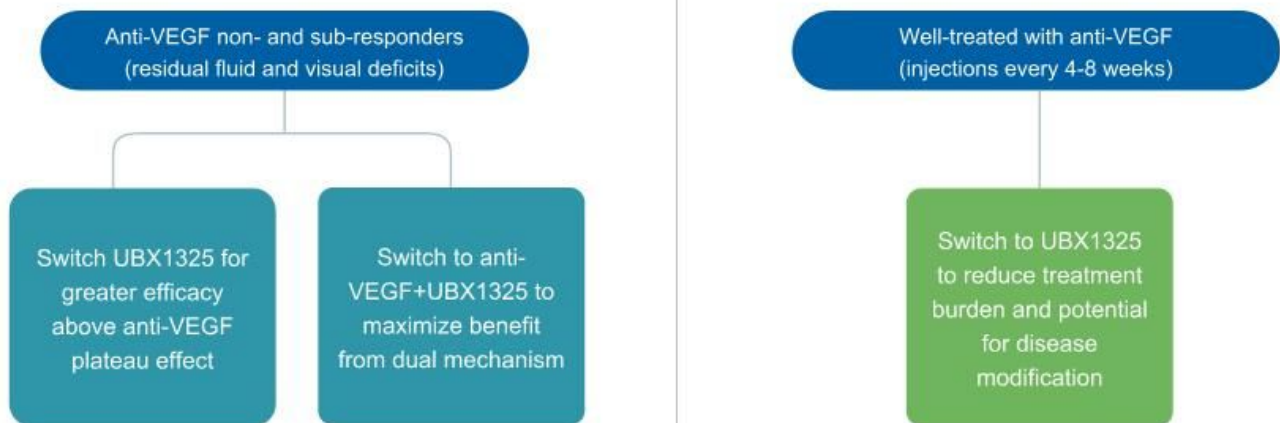 Anti-VEGF non- and sub-responders
(residual fluid and visual deficits)
Switch UBX1325 for
greater efficacy
above anti-VEGF
plateau effect
Switch to anti-
VEGF+UBX1325 to
maximize benefit
from dual mechanism
Well-treated with anti-VEGF
(injections every 4-8 weeks)
Switch to UBX1325
to reduce treatment
burden and potential
for disease
modification